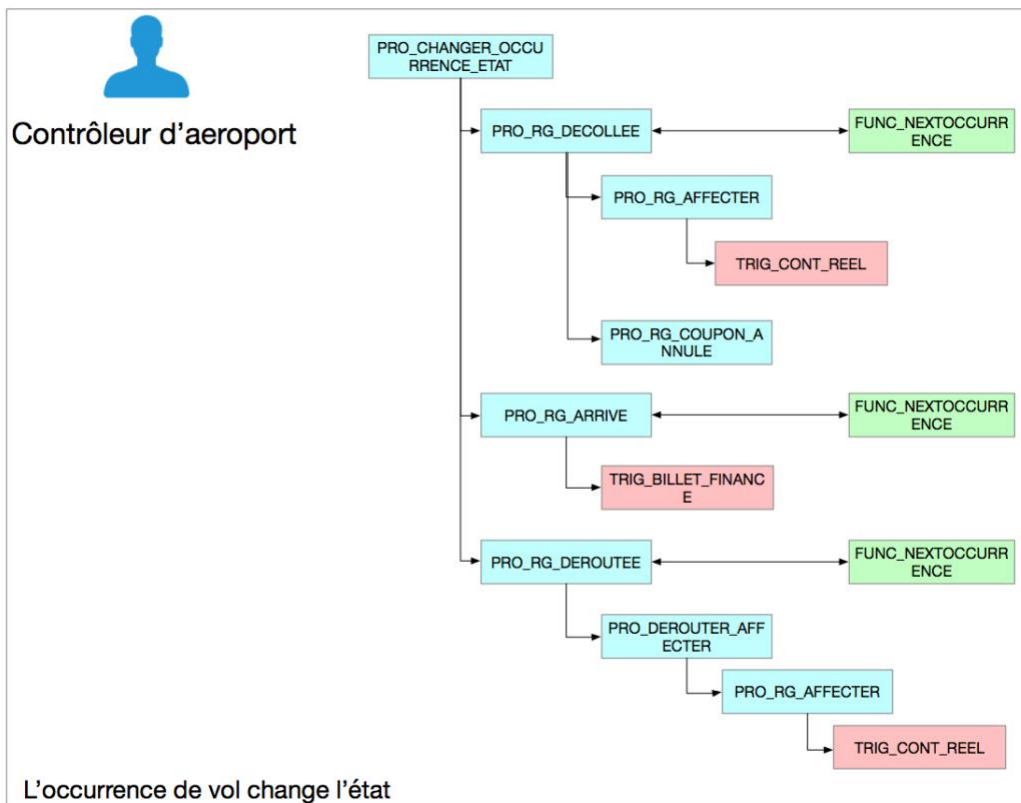 PRO_CHANGER_OCCU
RRENCE_ETAT
Contrôleur d'aeroport
PRO_RG_DECOLLEE
FUNC_NEXTOCCURR
ENCE
PRO_RG_AFFECTER
TRIG_CONT_REEL
PRO_RG_COUPON_A
NNULE
PRO_RG_ARRIVE
FUNC_NEXTOCCURR
ENCE
TRIG_BILLET_FINANC
E
PRO_RG_DEROUTEE
FUNC_NEXTOCCURR
ENCE
PRO_DEROUTER_AFF
ECTER
PRO_RG_AFFECTER
TRIG_CONT_REEL
L'occurrence de vol change l'état